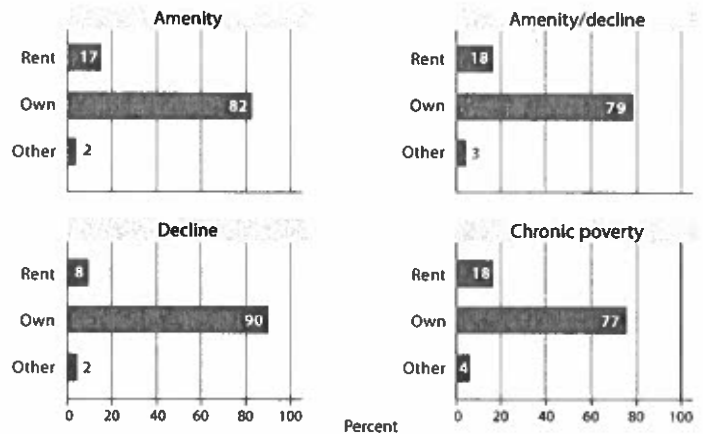 Amenity
Rent 17
Own 82
Other 2
Amenity/decline
Rent 18
Own 79
Other 3
Decline
Rent 8
Own 90
Other 2
0 20 40 60 80 100
Chronic poverty
Rent 18
Own 77
Other 4
0 20 40 60 80 100
Percent